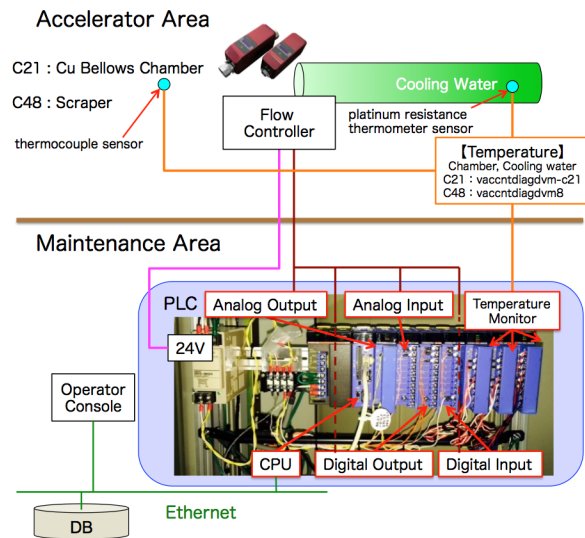 Accelerator Area
C21 : Cu Bellows Chamber
C48 : Scraper
thermocouple sensor
Flow
Controller
Cooling Water
platinum resistance
thermometer sensor
【Temperature】
Chamber, Cooling water
C21 : vaccntdiagdvm-c21
C48 : vaccntdiagdvm8
Maintenance Area
PLC
Analog Output
Analog Input
Temperature
Monitor
24V
Operator
Console
CPU
Digital Output
Digital Input
Ethernet
DB